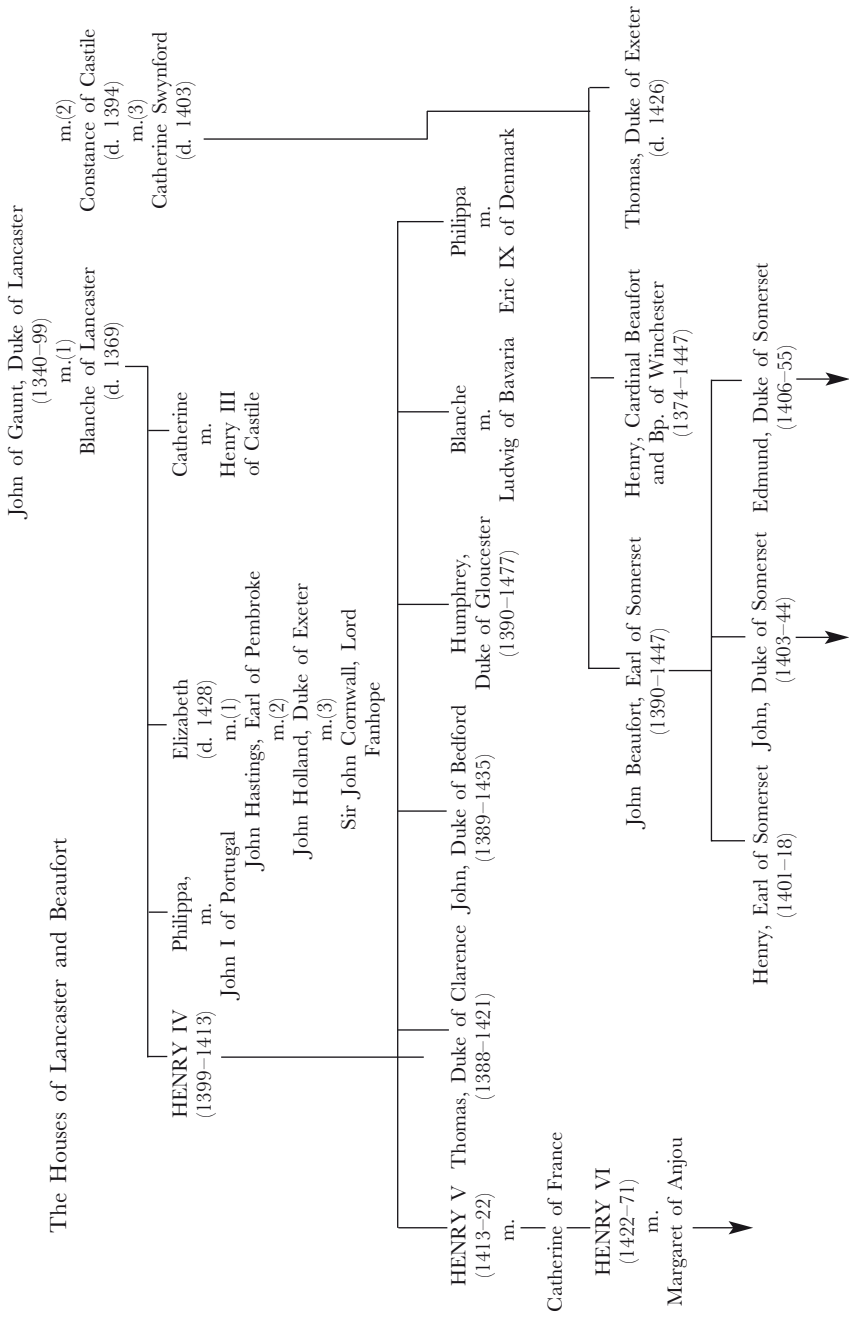 The Houses of Lancaster and Beaufort
John of Gaunt, Duke of Lancaster
(1340–99)
m.(1)
Blanche of Lancaster
(d. 1369)
m.(2)
Constance of Castile
(d. 1394)
m.(3)
Catherine Swynford
(d. 1403)
HENRY IV
(1399–1413)
Philippa,
m.
John I of Portugal
Elizabeth
(d. 1428)
m.(1)
John Hastings, Earl of Pembroke
m.(2)
John Holland, Duke of Exeter
m.(3)
Sir John Cornwall, Lord
Fanhope
Catherine
m.
Henry III
of Castile
HENRY V
(1413–22)
m.
Catherine of France
HENRY VI
(1422–71)
m.
Margaret of Anjou
Thomas, Duke of Clarence
(1388–1421)
John, Duke of Bedford
(1389–1435)
Humphrey,
Duke of Gloucester
(1390–1477)
Blanche
m.
Ludwig of Bavaria
Philippa
m.
Eric IX of Denmark
John Beaufort, Earl of Somerset
(1390–1447)
Henry, Cardinal Beaufort
and Bp. of Winchester
(1374–1447)
Thomas, Duke of Exeter
(d. 1426)
Henry, Earl of Somerset
(1401–18)
John, Duke of Somerset
(1403–44)
Edmund, Duke of Somerset
(1406–55)